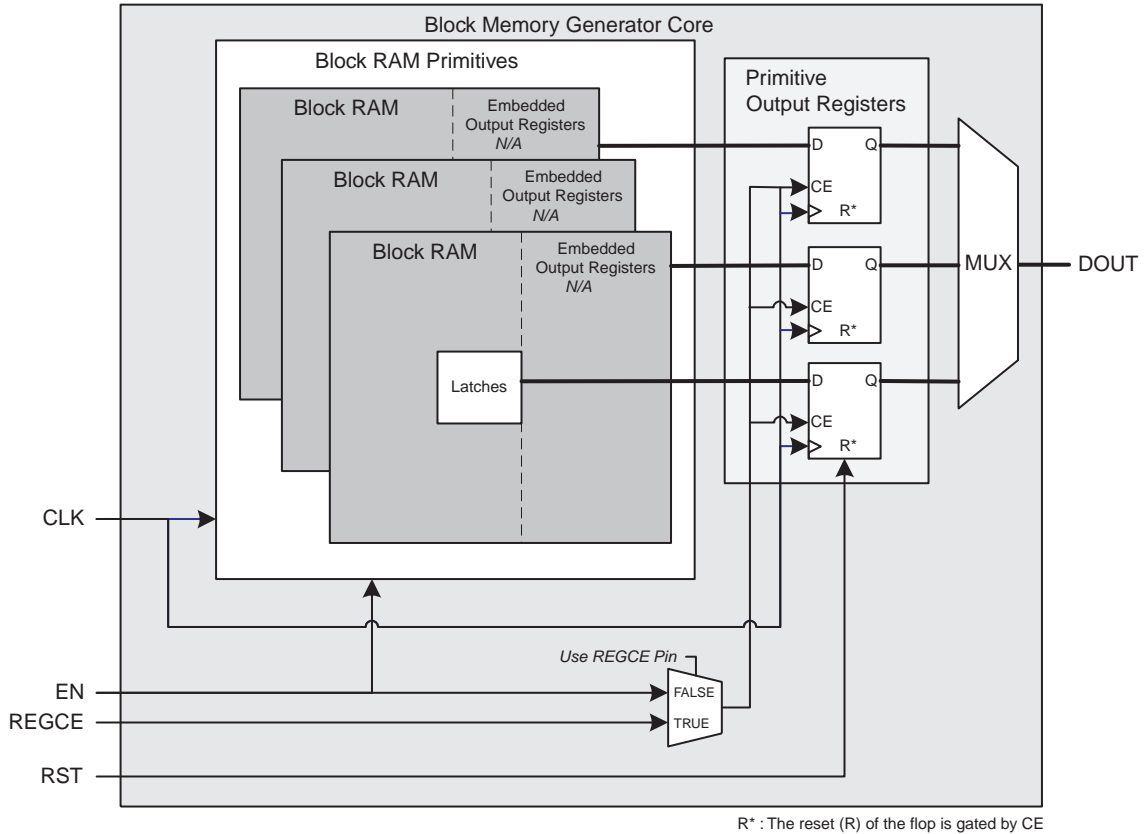 Block Memory Generator Core
Block RAM Primitives
Primitive
Output Registers
Block RAM
Embedded
Output Registers
N/A
D
Q
CE
R*
Block RAM
Embedded
Output Registers
N/A
Block RAM
Embedded
Output Registers
N/A
D
Q
CE
R*
MUX
DOUT
Latches
D
Q
CE
R*
CLK
Use REGCE Pin
EN
FALSE
REGCE
TRUE
RST
R* : The reset (R) of the flop is gated by CE